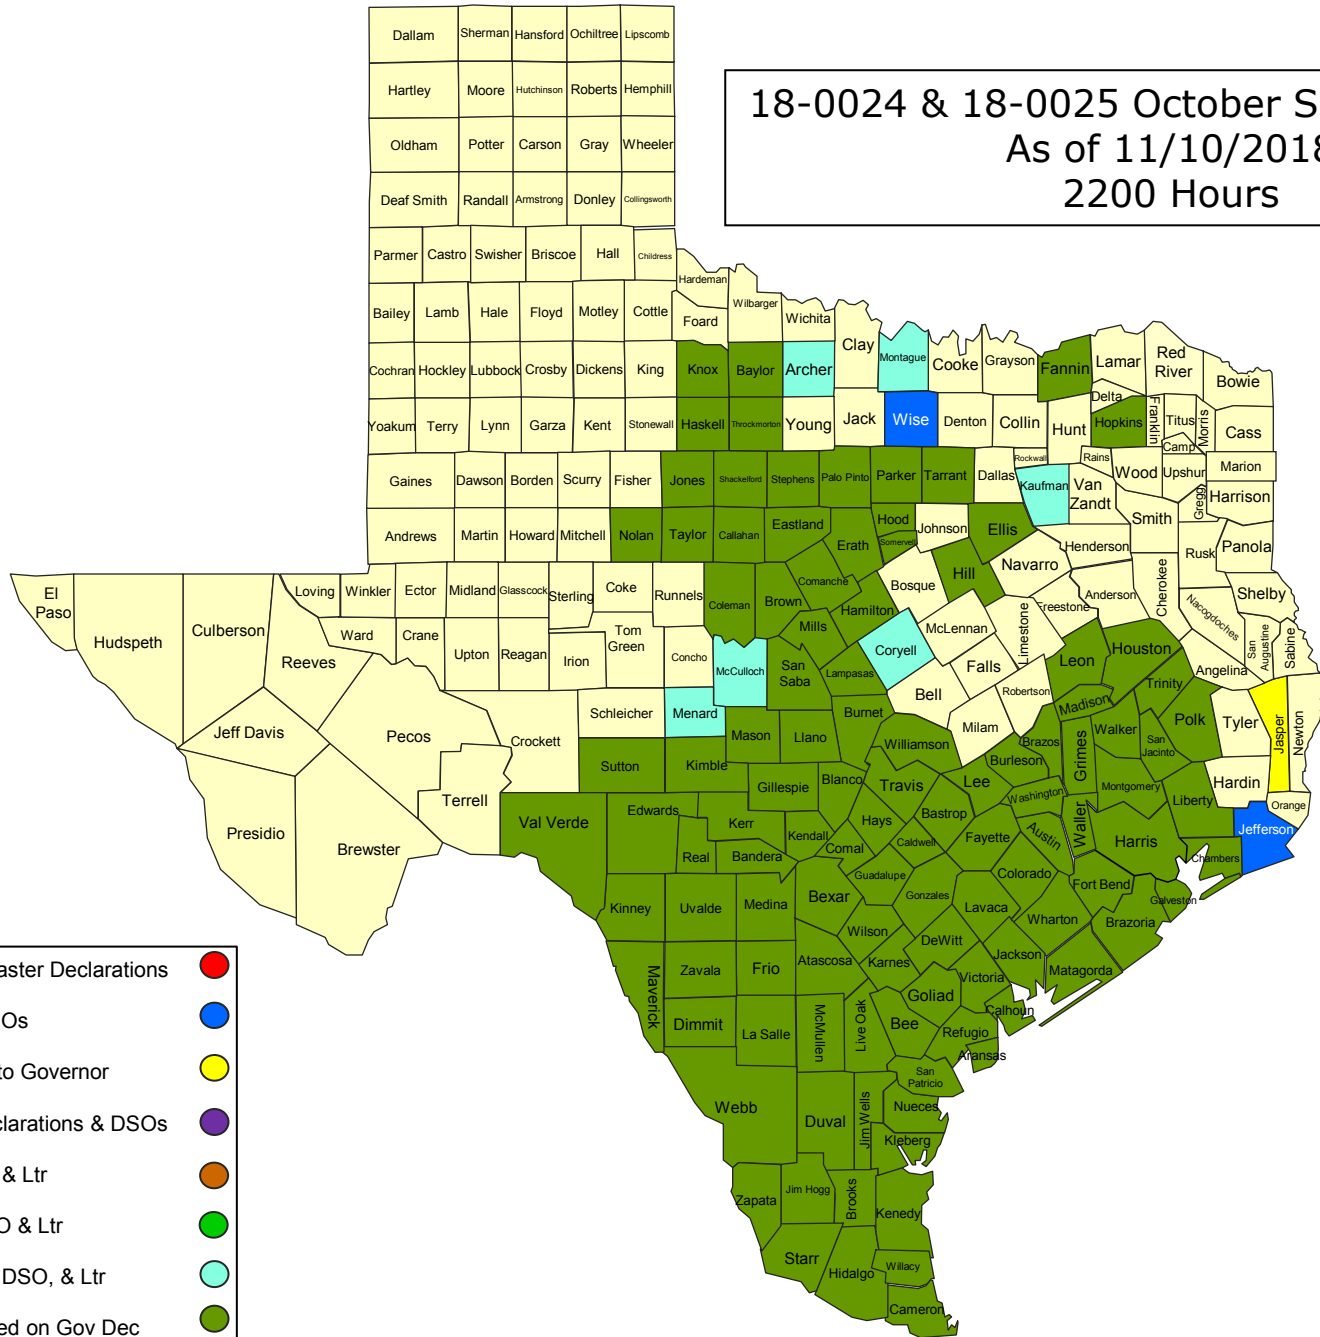 18-0024 & 18-0025 October S
As of 11/10/2018
2200 Hours
Dallam Sherman Hansford Ochiltree Lipscomb
Hartley Moore Hutchinson Roberts Hemphill
Oldham Potter Carson Gray Wheeler
Deaf Smith Randall Armstrong Donley Collingsworth
Parmer Castro Swisher Briscoe Hall Childress
Hardeman
Wilbarger
Bailey Lamb Hale Floyd Motley Cottle Foard Wichita
Clay Montague Cooke Grayson Fannin Lamar Red
River
Bowie
Cochran Hockley Lubbock Crosby Dickens King Knox Baylor Archer
Delta
Yoakum Terry Lynn Garza Kent Stonewall Haskell Throckmorton Young Jack Wise Denton Collin Hunt Hopkins Franklin Titus Morris Cass
Camp
Gaines Dawson Borden Scurry Fisher Jones Shackelford Stephens Palo Pinto Parker Tarrant Dallas Rockwall Rains Wood Upshur Marion
Kaufman Van
Zandt
Gregg Harrison
Andrews Martin Howard Mitchell Nolan Taylor Callahan Eastland Erath Hood Somervell Johnson Ellis Henderson Smith Rusk Panola
El
Paso
Hudspeth Culberson Loving Winkler Ector Midland Glasscock Sterling Coke Runnels Coleman Brown Comanche Hamilton Bosque Hill Navarro Freestone Anderson Cherokee Nacogdoches Shelby
Reeves Ward Crane Upton Reagan Irion Tom
Green
Concho McCulloch Mills San
Saba
Lampasas Coryell McLennan Falls Limestone Leon Houston Angelina San
Augustine
Sabine
Jeff Davis Pecos Crockett Schleicher Menard Mason Llano Burnet Bell Milam Robertson Madison Trinity Polk Tyler Jasper Newton
Presidio Brewster Terrell Sutton Kimble Gillespie Blanco Williamson Travis Lee Burleson Brazos Grimes Walker San
Jacinto
Hardin
Orange
Val Verde Edwards Kerr Real Bandera Kendall Comal Hays Caldwell Bastrop Fayette Washington Austin Waller Montgomery Harris Liberty Jefferson
Chambers
Kinney Uvalde Medina Bexar Guadalupe Gonzales Lavaca Colorado Fort Bend Galveston
Wilson DeWitt Wharton Brazoria
Maverick Zavala Frio Atascosa Karnes Goliad Victoria Jackson Matagorda
Dimmit La Salle McMullen Live Oak Bee Refugio Calhoun
Aransas
San
Patricio
Webb Duval Jim Wells Nueces
Kleberg
Zapata Jim Hogg Brooks Kenedy
Starr Hidalgo Willacy
Cameron
aster Declarations
Os
to Governor
clarations & DSOs
& Ltr
O & Ltr
DSO, & Ltr
ed on Gov Dec